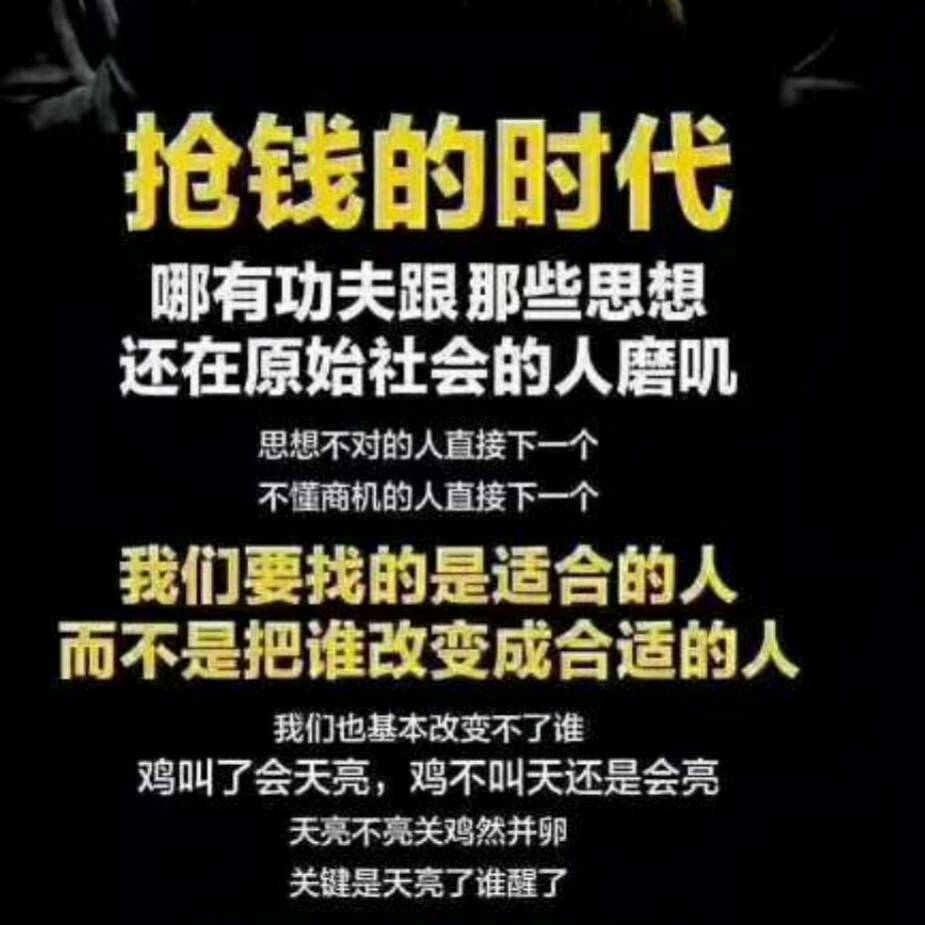 抢钱的时代
哪有功夫跟那些思想
还在原始社会的人磨叽
思想不对的人直接下一个
不懂商机的人直接下一个
我们要找的是适合的人
而不是把谁改变成合适的人
我们也基本改变不了谁
鸡叫了会天亮，鸡不叫天还是会亮
天亮不亮关鸡然并卵
关键是天亮了谁醒了